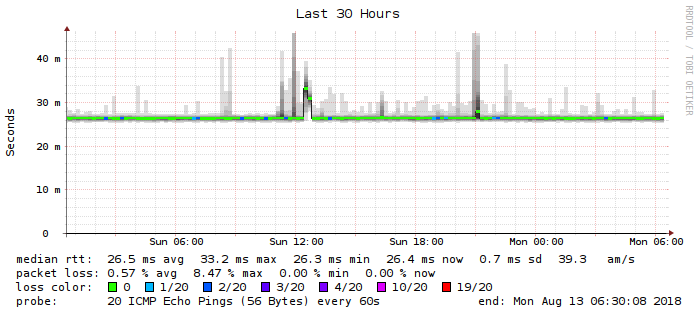 Last 30 Hours
RRDTOOL / TOBI OETIKER
Seconds
40 m
30 m
20 m
10 m
0
Sun 06:00 Sun 12:00 Sun 18:00 Mon 00:00 Mon 06:00
median rtt: 26.5 ms avg 33.2 ms max 26.3 ms min 26.4 ms now 0.7 ms sd 39.3 am/s
packet loss: 0.57 % avg 8.47 % max 0.00 % min 0.00 % now
loss color: 0 1/20 2/20 3/20 4/20 10/20 19/20
probe: 20 ICMP Echo Pings (56 Bytes) every 60s end: Mon Aug 13 06:30:08 2018